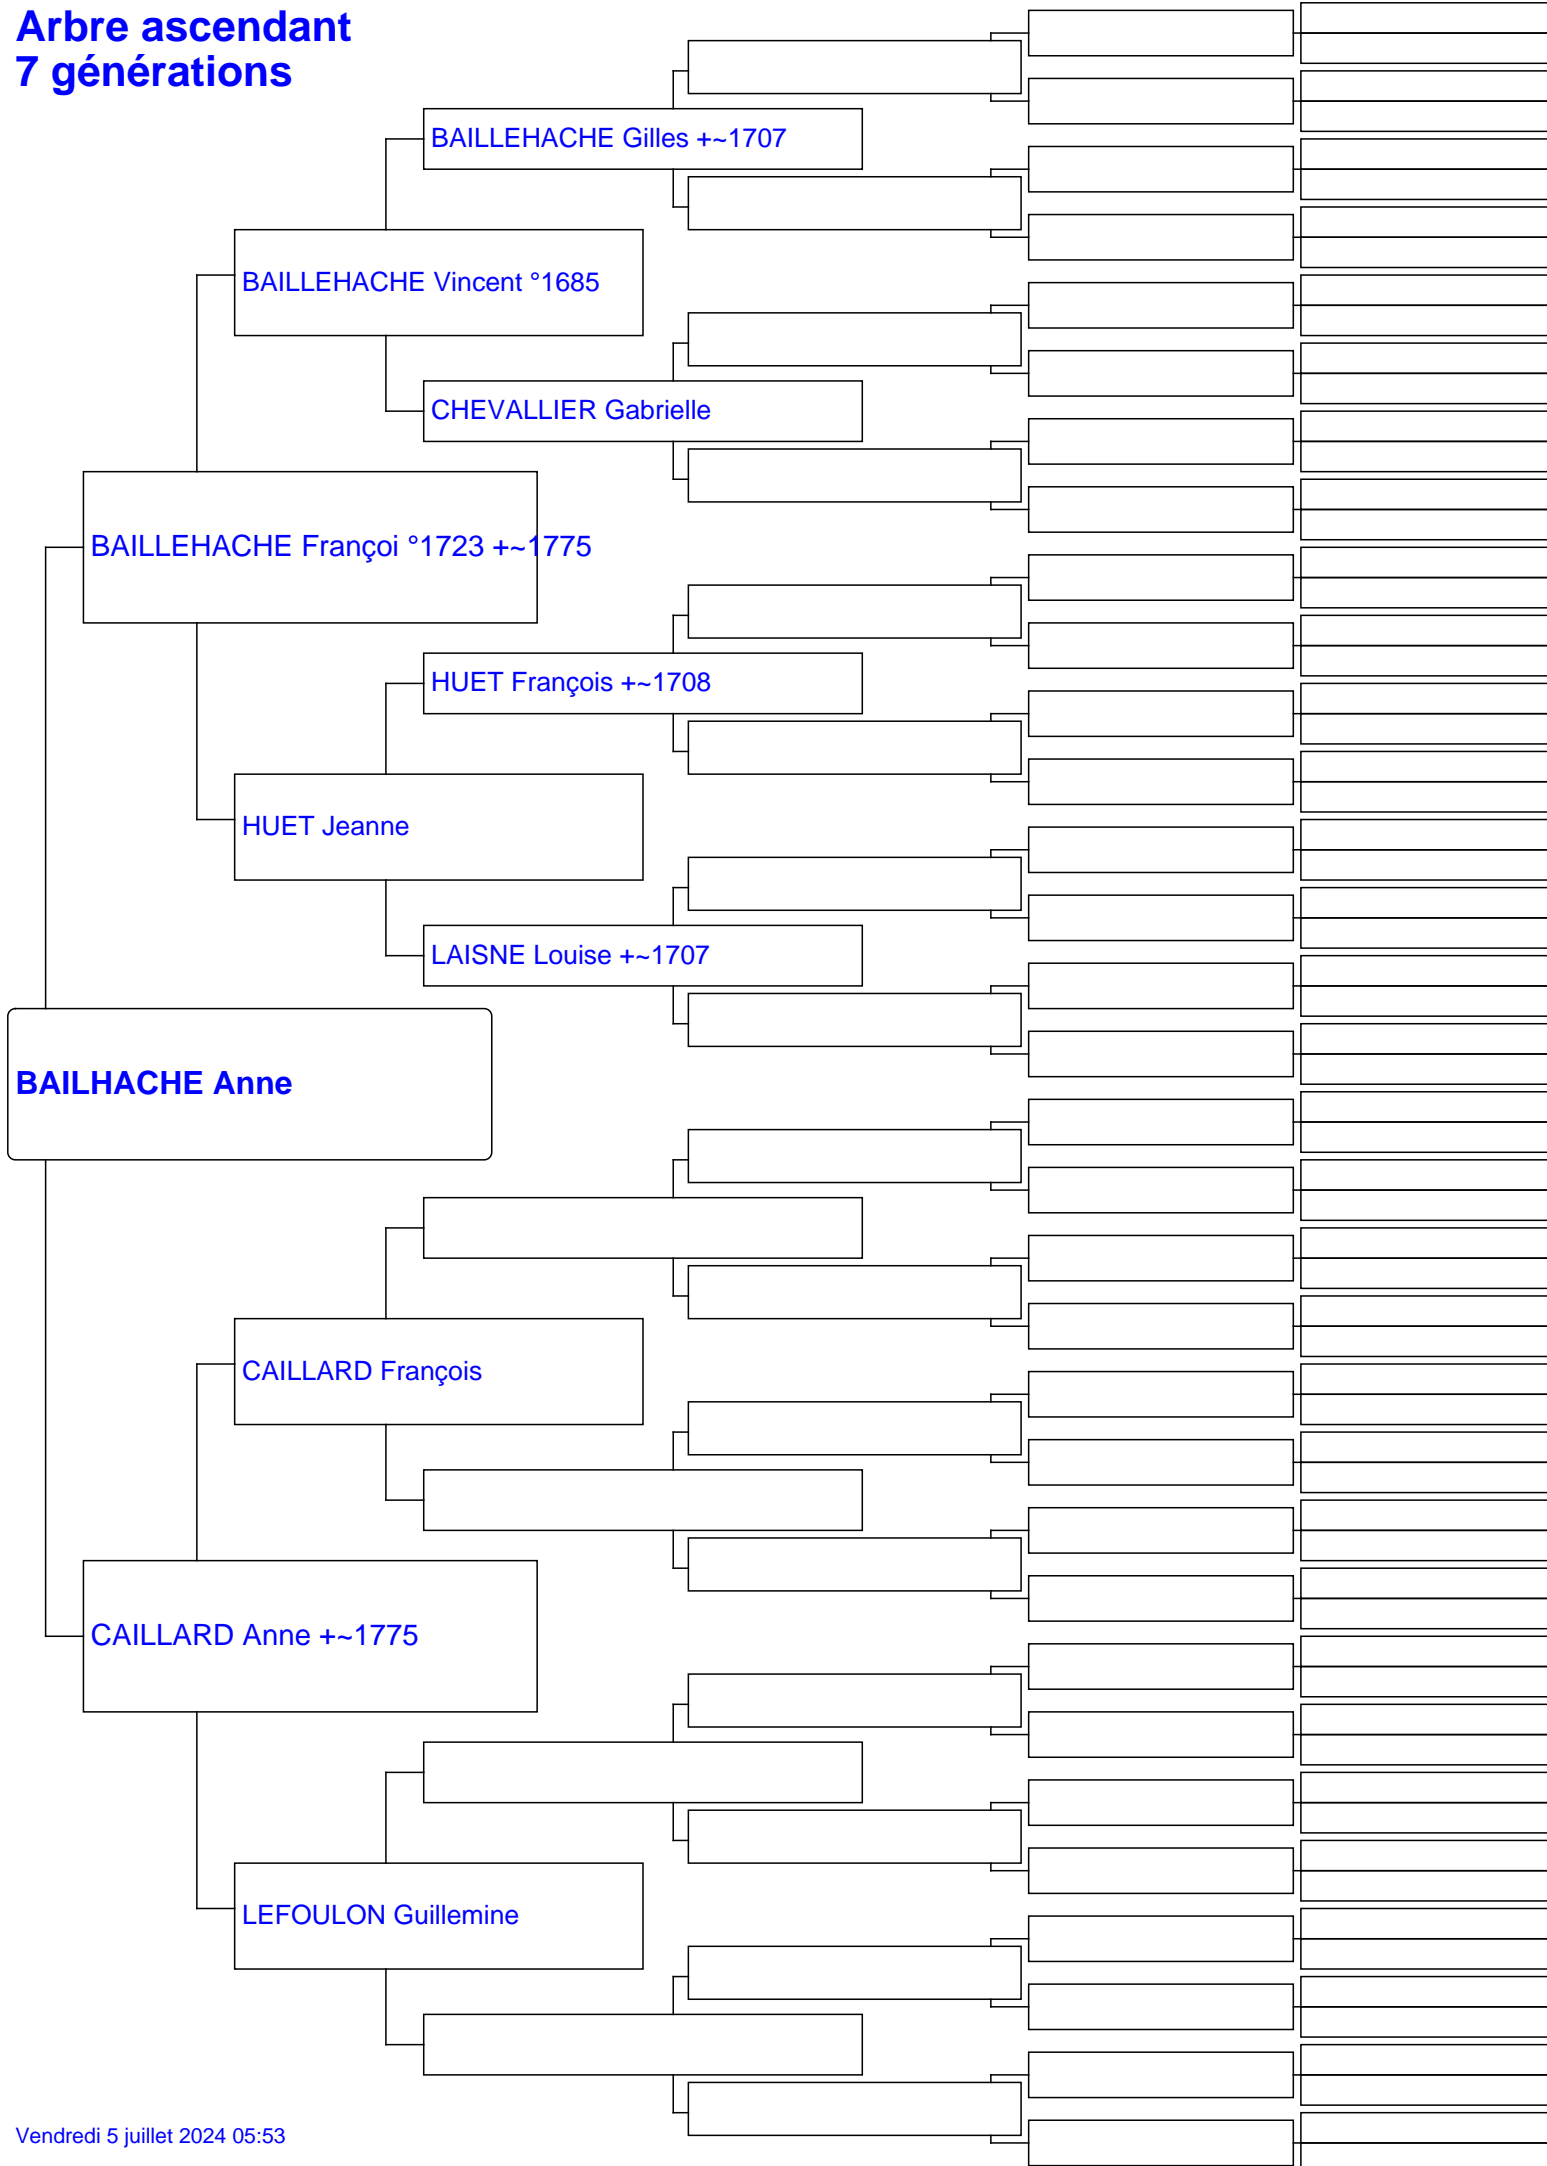 Arbre ascendant
7 générations
BAILLEHACHE Gilles +~1707
BAILLEHACHE Vincent °1685
CHEVALLIER Gabrielle
BAILLEHACHE Françoi °1723 +~1775
HUET François +~1708
HUET Jeanne
LAISNE Louise +~1707
BAILHACHE Anne
CAILLARD François
CAILLARD Anne +~1775
LEFOULON Guillemine
Vendredi 5 juillet 2024 05:53